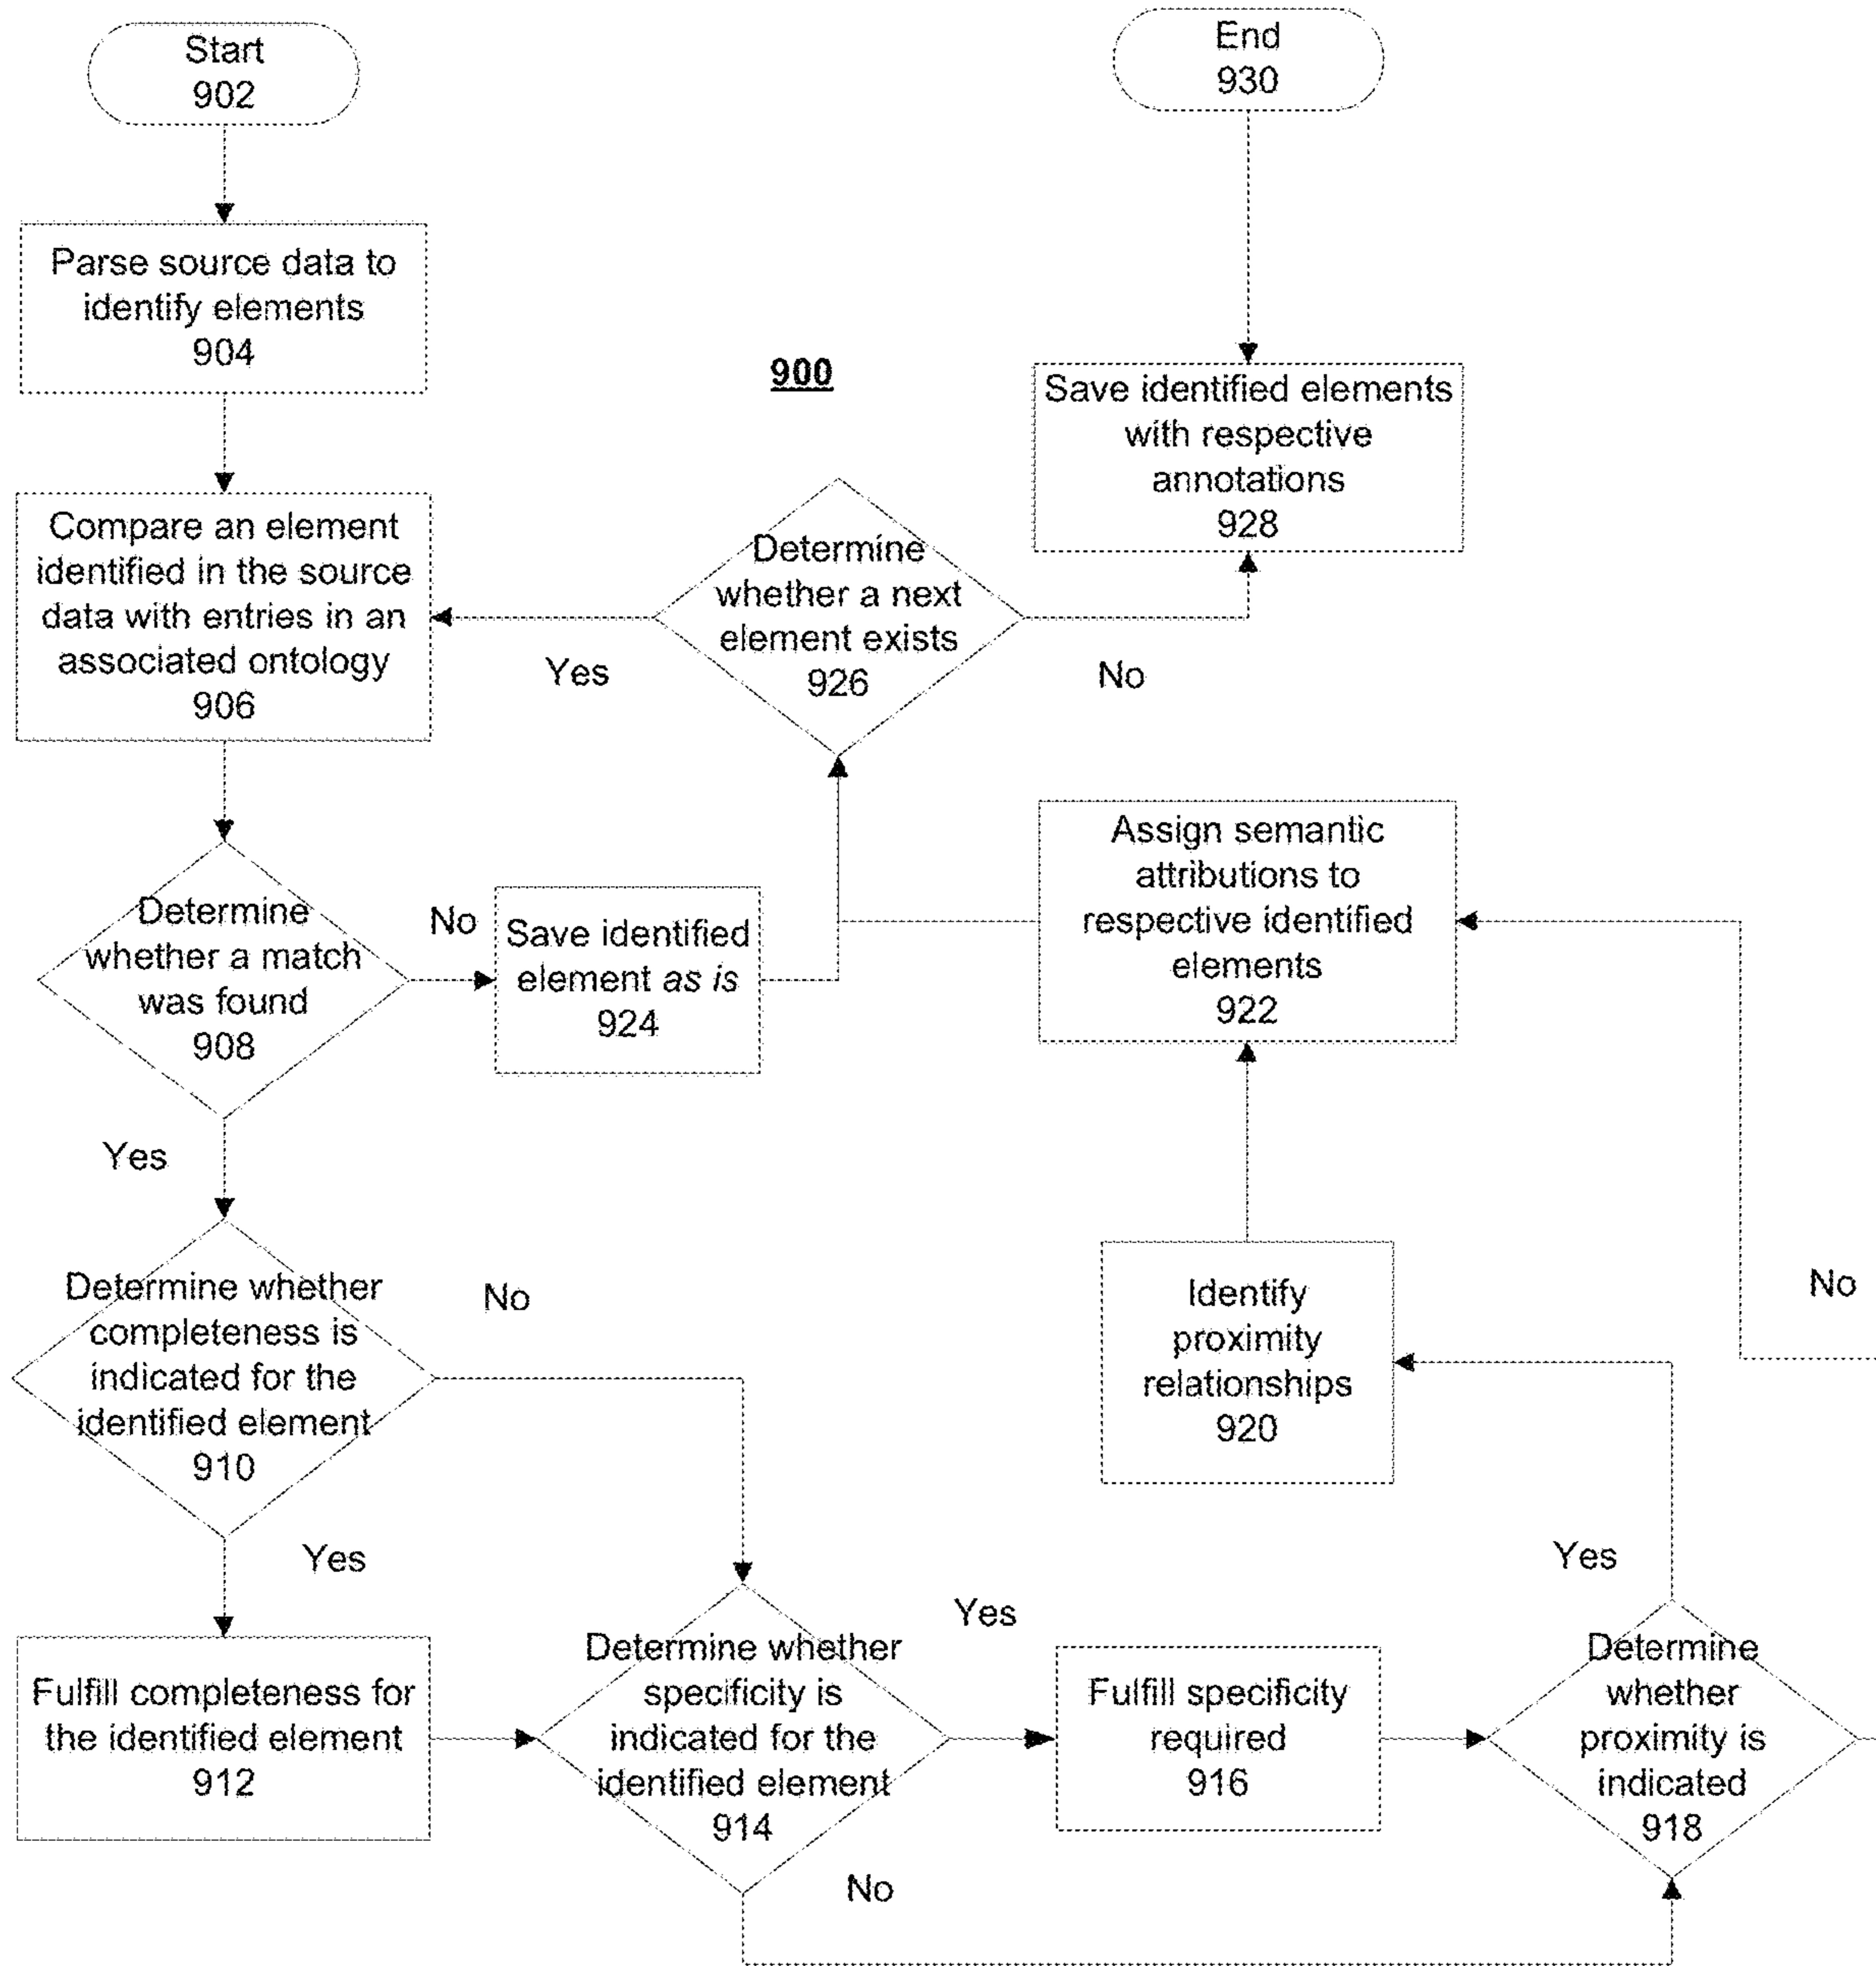 Start
902
Parse source data to
identify elements
904
Compare an element
identified in the source
data with entries in an
associated ontology
906
Determine
whether a match
was found
908
No
Save identified
element as is
924
Yes
Determine whether
completeness is
indicated for the
identified element
910
No
Yes
Fulfill completeness for
the identified element
912
Determine whether
specificity is
indicated for the
identified element
914
Yes
No
Fulfill specificity
required
916
Determine
whether
proximity is
indicated
918
Yes
No
Identify
proximity
relationships
920
Assign semantic
attributions to
respective identified
elements
922
Determine
whether a next
element exists
926
Yes
No
900
Save identified elements
with respective
annotations
928
End
930